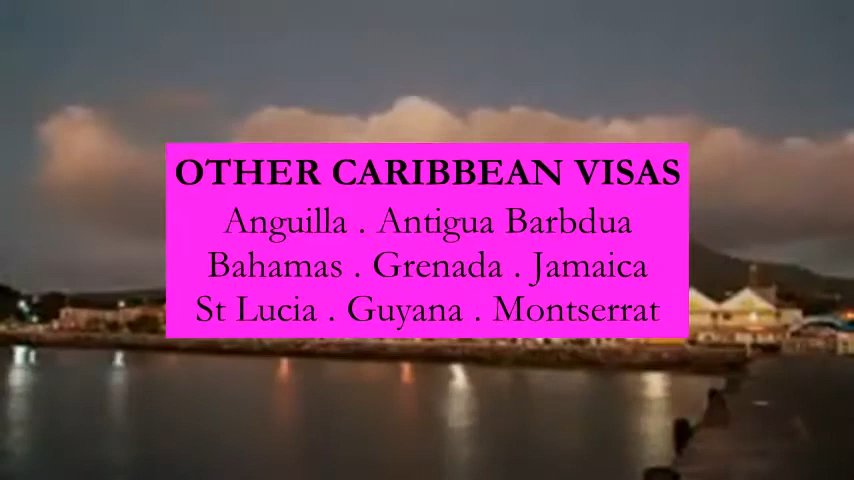 OTHER CARIBBEAN VISAS
Anguilla . Antigua Barbdua
Bahamas . Grenada . Jamaica
St Lucia . Guyana . Montserrat